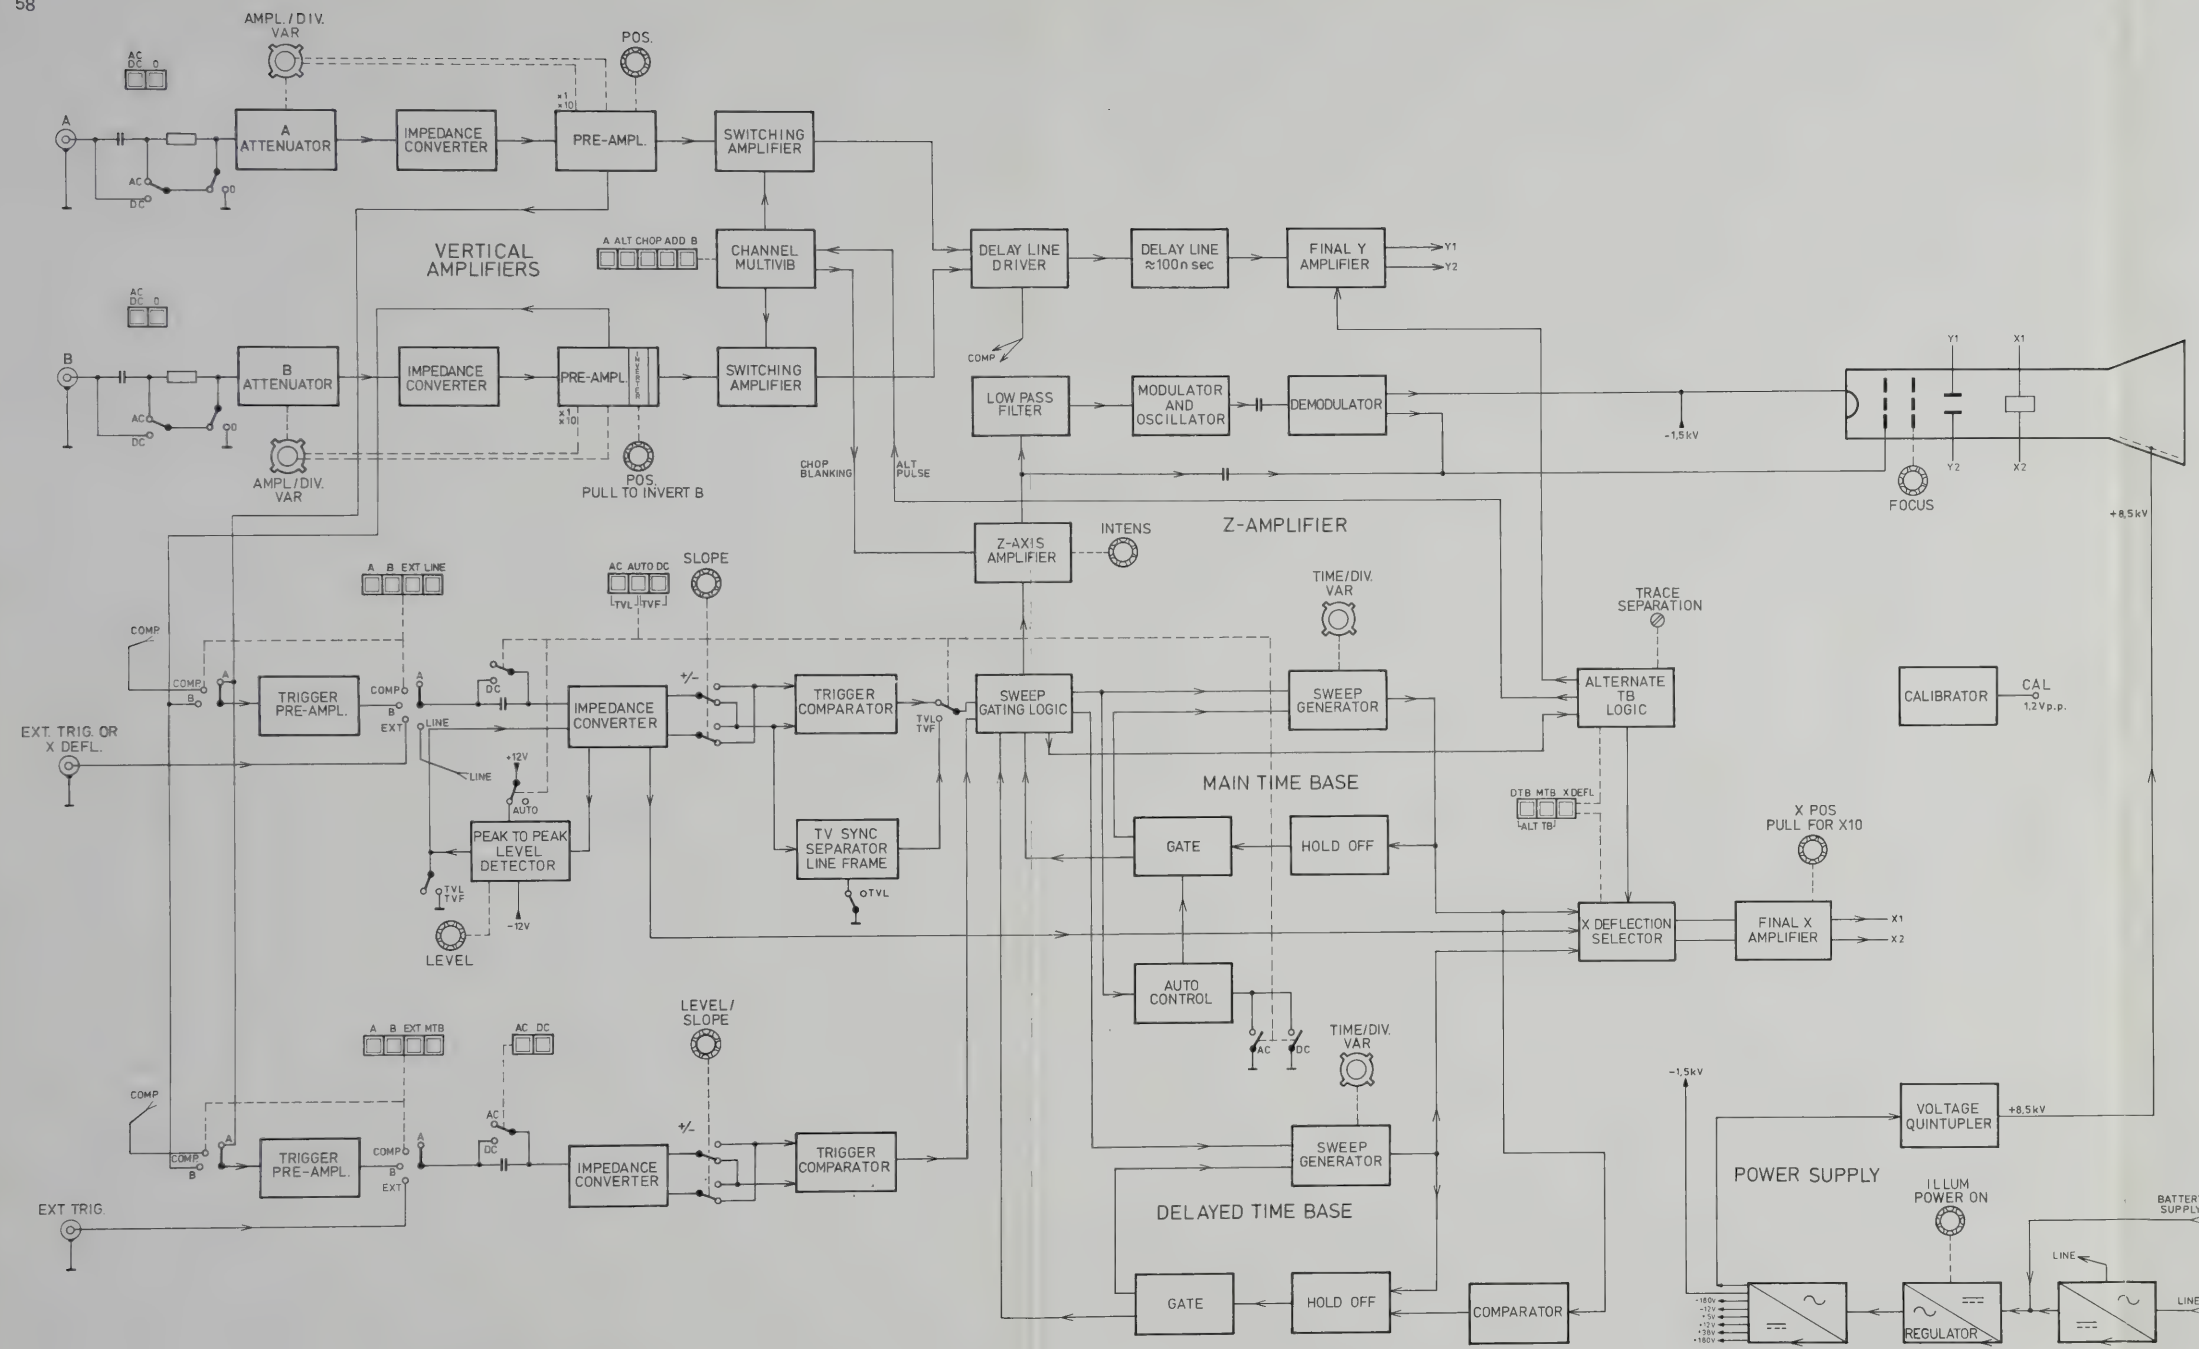 58
AMPL./DIV.
VAR
POS.
AC
DC 0
x1
x10
A
A
ATTENUATOR
IMPEDANCE
CONVERTER
PRE-AMPL.
SWITCHING
AMPLIFIER
AC
DC
0
VERTICAL
AMPLIFIERS
A ALT CHOP ADD B
CHANNEL
MULTIVIB
DELAY LINE
DRIVER
DELAY LINE
≈100n sec
FINAL Y
AMPLIFIER
Y1
Y2
AC
DC 0
B
B
ATTENUATOR
IMPEDANCE
CONVERTER
PRE-AMPL.
INVERTER
SWITCHING
AMPLIFIER
AC
DC
0
x1
x10
AMPL/DIV.
VAR
POS.
PULL TO INVERT B
COMP
LOW PASS
FILTER
MODULATOR
AND
OSCILLATOR
DEMODULATOR
-1,5kV
Y1
X1
Y2
X2
FOCUS
+8,5kV
CHOP
BLANKING
ALT
PULSE
Z-AMPLIFIER
Z-AXIS
AMPLIFIER
INTENS
A B EXT LINE
AC AUTO DC
TVL TVF
SLOPE
TIME/DIV.
VAR
TRACE
SEPARATION
COMP
COMP
B
A
TRIGGER
PRE-AMPL.
COMP
B
EXT
A
LINE
LINE
DC
IMPEDANCE
CONVERTER
+/-
TRIGGER
COMPARATOR
TVL
TVF
SWEEP
GATING LOGIC
SWEEP
GENERATOR
ALTERNATE
TB
LOGIC
CALIBRATOR
CAL
1.2Vp.p.
EXT. TRIG. OR
X DEFL.
+12V
AUTO
MAIN TIME BASE
PEAK TO PEAK
LEVEL
DETECTOR
TVL
TVF
-12V
LEVEL
TV SYNC
SEPARATOR
LINE FRAME
TVL
GATE
HOLD OFF
DTB MTB X DEFL
ALT TB
X POS
PULL FOR X10
X DEFLECTION
SELECTOR
FINAL X
AMPLIFIER
X1
X2
AUTO
CONTROL
AC
DC
TIME/DIV.
VAR
A B EXT MTB
AC DC
LEVEL/
SLOPE
COMP
COMP
B
A
TRIGGER
PRE-AMPL.
COMP
B
EXT
A
AC
DC
IMPEDANCE
CONVERTER
+/-
TRIGGER
COMPARATOR
SWEEP
GENERATOR
EXT TRIG.
DELAYED TIME BASE
GATE
HOLD OFF
COMPARATOR
-1,5kV
VOLTAGE
QUINTUPLER
+8.5kV
POWER SUPPLY
ILLUM
POWER ON
BATTERY
SUPPLY
LINE
-180V
-12V
+5V
+12V
+38V
+180V
REGULATOR
LINE